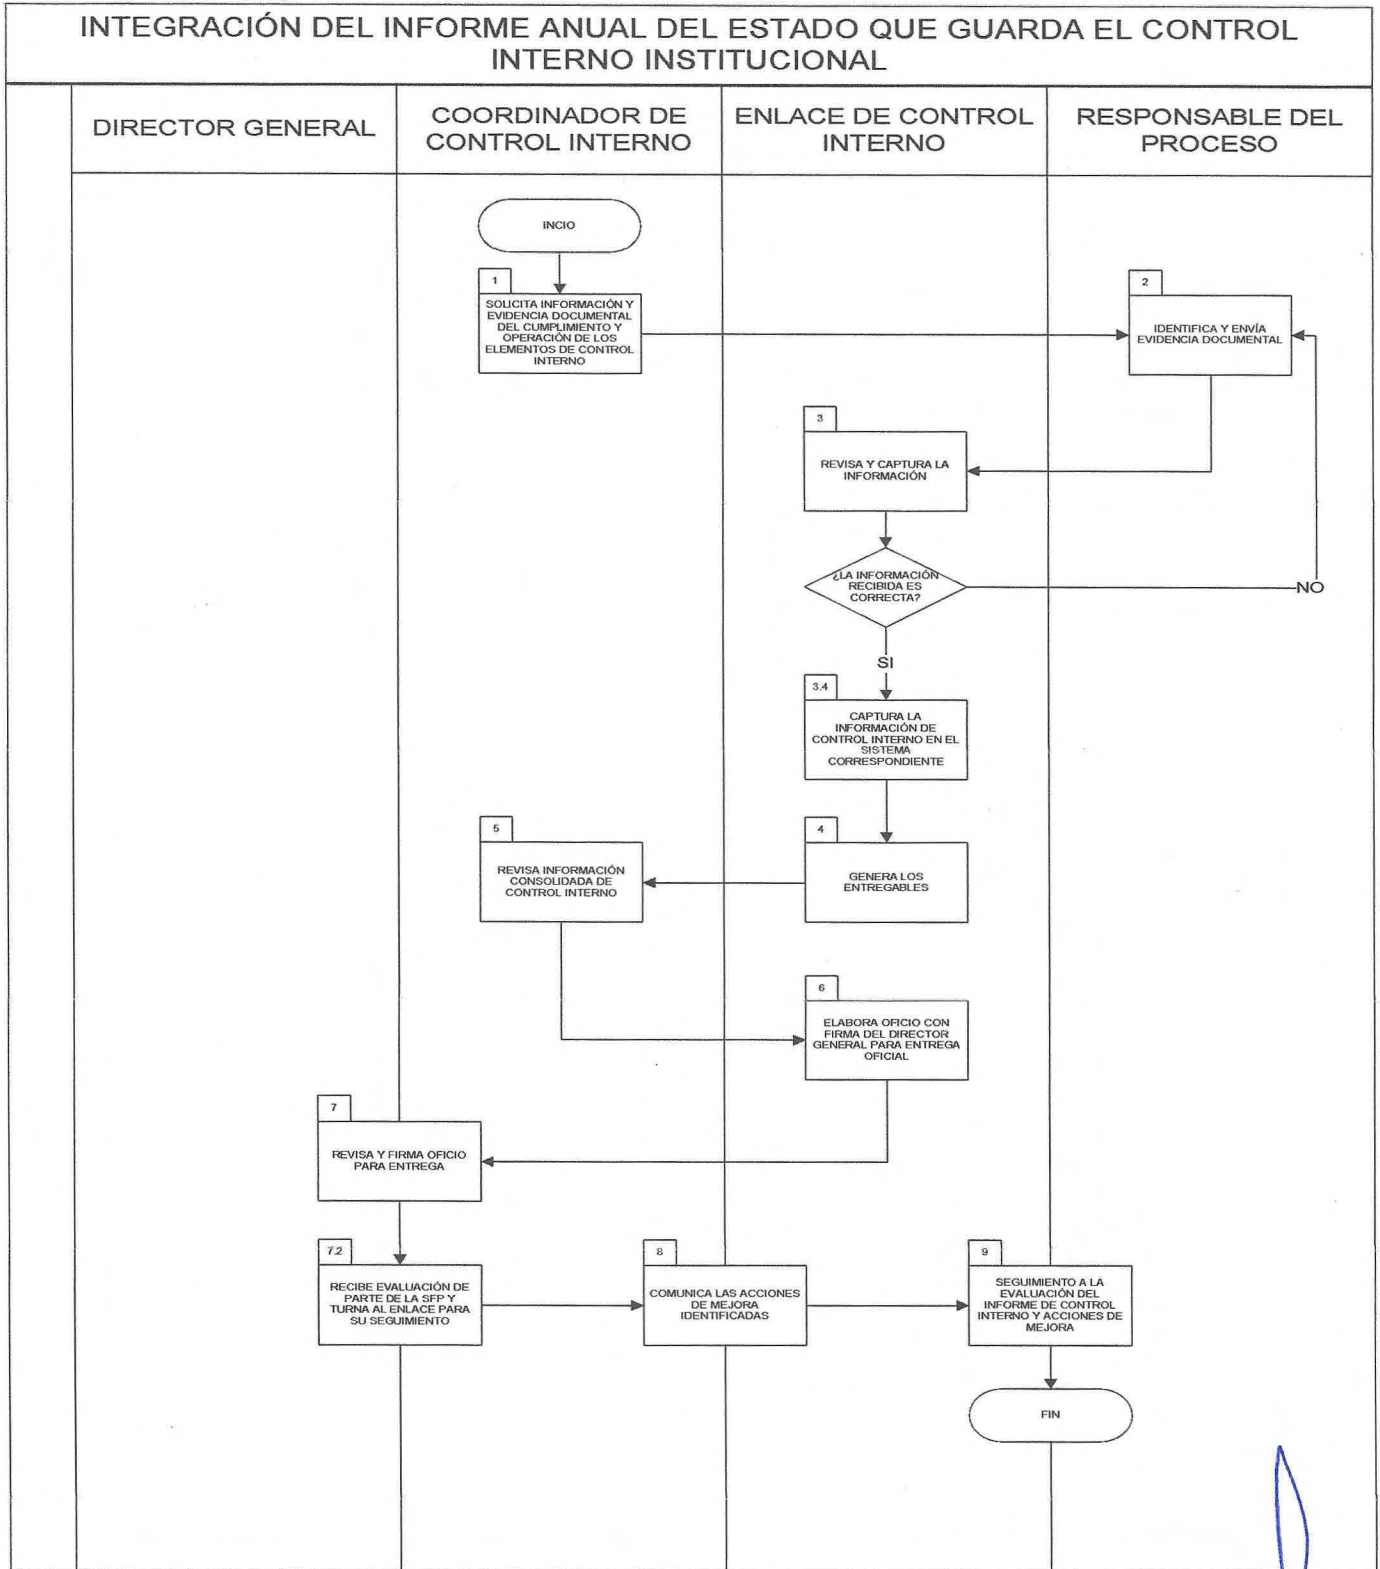 INTEGRACIÓN DEL INFORME ANUAL DEL ESTADO QUE GUARDA EL CONTROL
INTERNO INSTITUCIONAL
DIRECTOR GENERAL
COORDINADOR DE
CONTROL INTERNO
ENLACE DE CONTROL
INTERNO
RESPONSABLE DEL
PROCESO
INCIO
1
SOLICITA INFORMACIÓN Y
EVIDENCIA DOCUMENTAL
DEL CUMPLIMIENTO Y
OPERACIÓN DE LOS
ELEMENTOS DE CONTROL
INTERNO
2
IDENTIFICA Y ENVÍA
EVIDENCIA DOCUMENTAL
3
REVISA Y CAPTURA LA
INFORMACIÓN
¿LA INFORMACIÓN
RECIBIDA ES
CORRECTA?
NO
SI
3.4
CAPTURA LA
INFORMACIÓN DE
CONTROL INTERNO EN EL
SISTEMA
CORRESPONDIENTE
5
REVISA INFORMACIÓN
CONSOLIDADA DE
CONTROL INTERNO
4
GENERA LOS
ENTREGABLES
6
ELABORA OFICIO CON
FIRMA DEL DIRECTOR
GENERAL PARA ENTREGA
OFICIAL
7
REVISA Y FIRMA OFICIO
PARA ENTREGA
7.2
RECIBE EVALUACIÓN DE
PARTE DE LA SFP Y
TURNA AL ENLACE PARA
SU SEGUIMIENTO
8
COMUNICA LAS ACCIONES
DE MEJORA
IDENTIFICADAS
9
SEGUIMIENTO A LA
EVALUACIÓN DEL
INFORME DE CONTROL
INTERNO Y ACCIONES DE
MEJORA
FIN